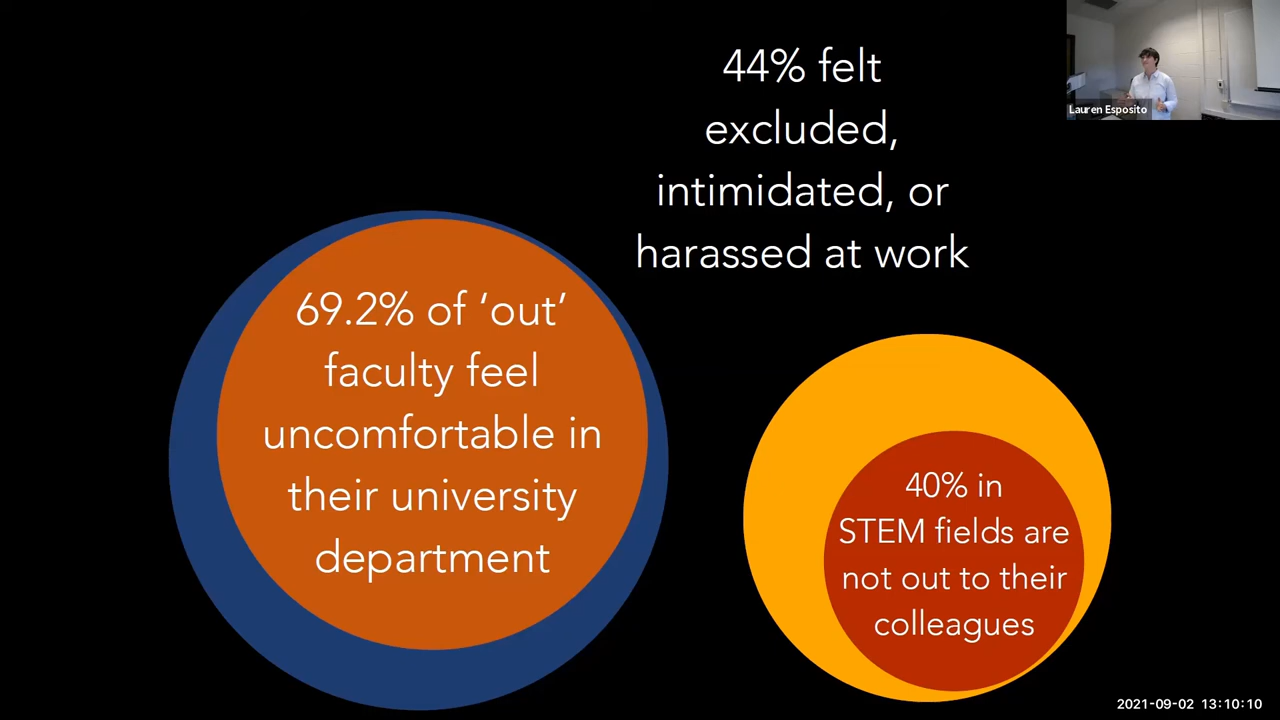 44% felt
excluded,
intimidated, or
harassed at work
Lauren Esposito
69.2% of ‘out’
faculty feel
uncomfortable in
their university
department
40% in
STEM fields are
not out to their
colleagues
2021-09-02 13:10:10